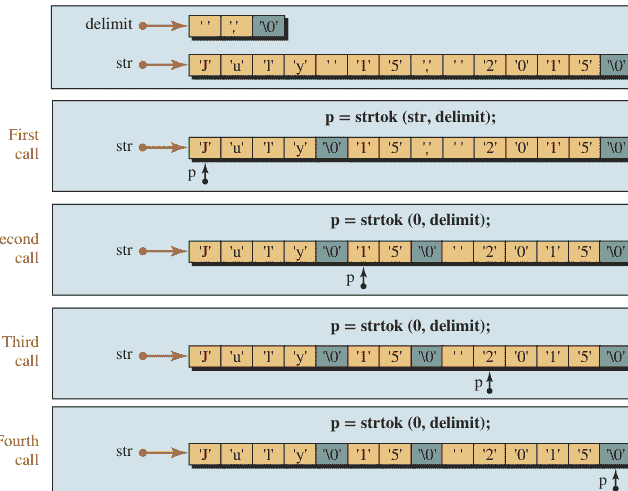 delimit ' ' ',' '\0'
str 'J' 'u' 'l' 'y' ' ' '1' '5' ',' ' ' '2' '0' '1' '5' '\0'
p = strtok (str, delimit);
First
call
str 'J' 'u' 'l' 'y' '\0' '1' '5' ',' ' ' '2' '0' '1' '5' '\0'
p
p = strtok (0, delimit);
econd
call
str 'J' 'u' 'l' 'y' '\0' '1' '5' '\0' ' ' '2' '0' '1' '5' '\0'
p
p = strtok (0, delimit);
Third
call
str 'J' 'u' 'l' 'y' '\0' '1' '5' '\0' ' ' '2' '0' '1' '5' '\0'
p
p = strtok (0, delimit);
Fourth
call
str 'J' 'u' 'l' 'y' '\0' '1' '5' '\0' ' ' '2' '0' '1' '5' '\0'
p